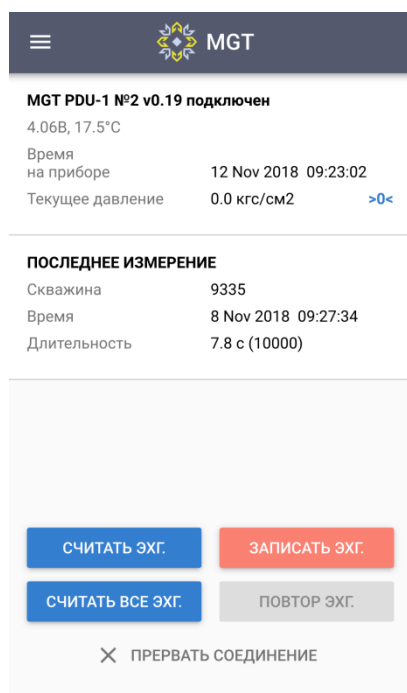 MGT
MGT PDU-1 №2 v0.19 подключен
4.06В, 17.5°C
Время
на приборе 12 Nov 2018 09:23:02
Текущее давление 0.0 кгс/см2 >0<
ПОСЛЕДНЕЕ ИЗМЕРЕНИЕ
Скважина 9335
Время 8 Nov 2018 09:27:34
Длительность 7.8 с (10000)
СЧИТАТЬ ЭХГ. ЗАПИСАТЬ ЭХГ.
СЧИТАТЬ ВСЕ ЭХГ. ПОВТОР ЭХГ.
ПРЕРВАТЬ СОЕДИНЕНИЕ